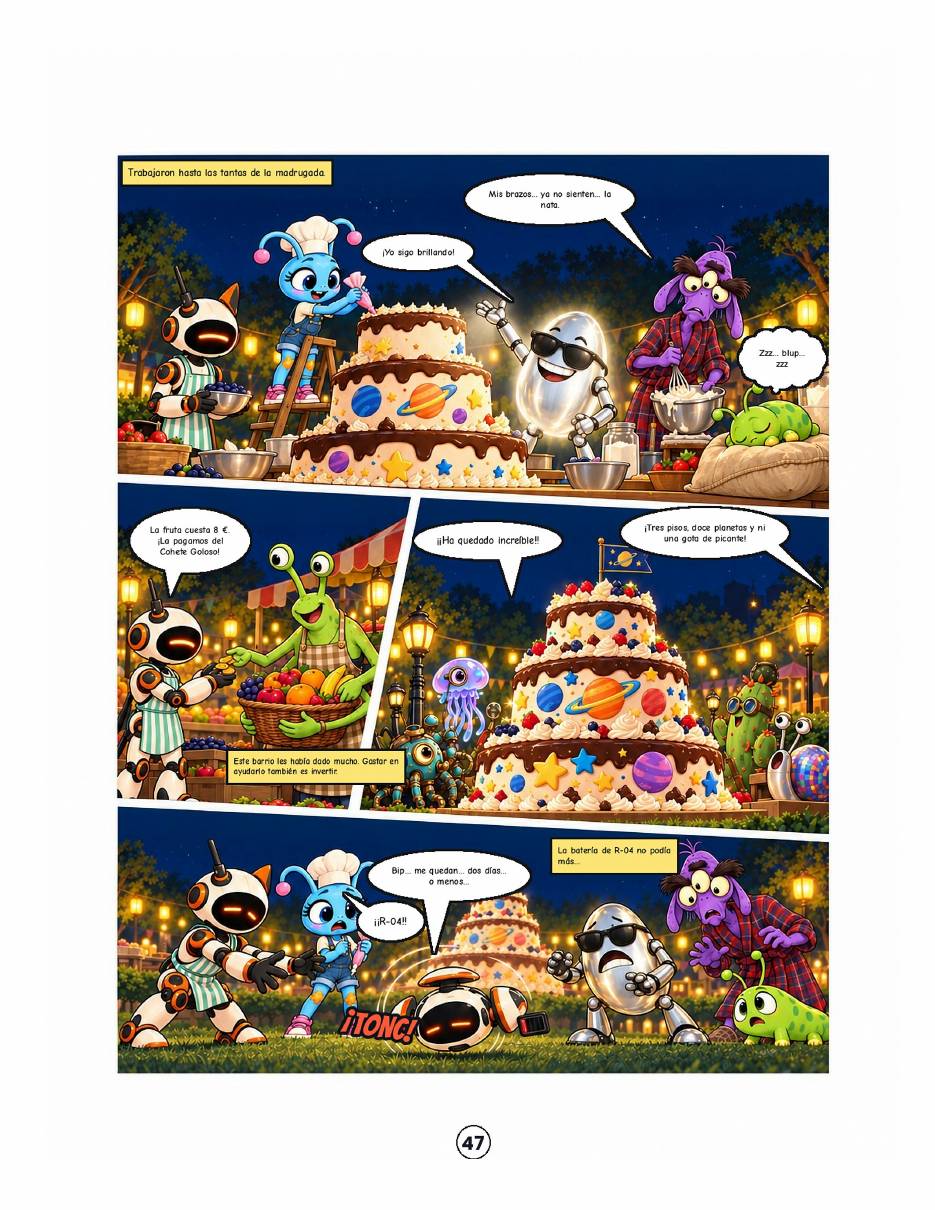 Trabajaron hasta las tantas de la madrugada.
Mis brazos... ya no sienten... la
nata.
¡Yo sigo brillando!
Zzz... blup...
zzz
La fruta cuesta 8 €.
¡La pagamos del
Cohete Goloso!
Este barrio les había dado mucho. Gastar en
ayudarlo también es invertir.
¡¡Ha quedado increíble!!
¡Tres pisos, doce planetas y ni
una gota de picante!
La batería de R-04 no podía
más...
Bip... me quedan... dos días...
o menos...
¡¡R-04!!
¡TONC!
47